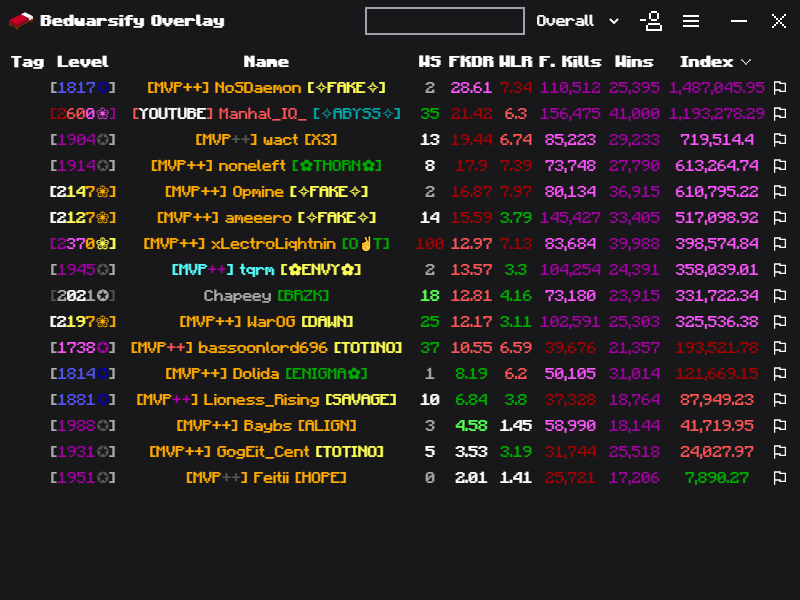 Bedwarsify Overlay Overall
Tag Level Name WS FKDR WLR F. Kills Wins Index
[1817✪] [MVP++] NoSDaemon [✧FAKE✧] 2 28.61 7.34 110,512 25,395 1,487,045.95
[2600❀] [YOUTUBE] Manhal_IQ_ [✧ABYSS✧] 35 21.42 6.3 156,475 41,000 1,193,278.29
[1904✪] [MVP++] wact [X3] 13 19.44 6.74 85,223 29,233 719,514.4
[1914✪] [MVP++] noneleft [✿THORN✿] 8 17.9 7.39 73,748 27,790 613,264.74
[2147❀] [MVP++] Opmine [✧FAKE✧] 2 16.87 7.97 80,134 36,915 610,795.22
[2127❀] [MVP++] ameeero [✧FAKE✧] 14 15.59 3.79 145,427 33,405 517,098.92
[2370❀] [MVP++] xLectroLightnin [O✌T] 100 12.97 7.13 83,684 39,988 398,574.84
[1945✪] [MVP++] tqrm [✿ENVY✿] 2 13.57 3.3 104,254 24,391 358,039.01
[2021✪] Chapeey [BRZK] 18 12.81 4.16 73,180 23,915 331,722.34
[2197❀] [MVP++] WarOG [DAWN] 25 12.17 3.11 102,591 25,303 325,536.38
[1738✪] [MVP++] bassoonlord696 [TOTINO] 37 10.55 6.59 39,676 21,357 193,521.78
[1814✪] [MVP++] Dolida [ENIGMA✿] 1 8.19 6.2 50,105 31,014 121,669.15
[1881✪] [MVP++] Lioness_Rising [SAVAGE] 10 6.84 3.8 37,328 18,764 87,949.23
[1988✪] [MVP++] Baybs [ALIGN] 3 4.58 1.45 58,990 18,144 41,719.95
[1931✪] [MVP++] GogEit_Cent [TOTINO] 5 3.53 3.19 31,744 25,518 24,027.97
[1951✪] [MVP++] Feitii [HOPE] 0 2.01 1.41 25,721 17,206 7,890.27